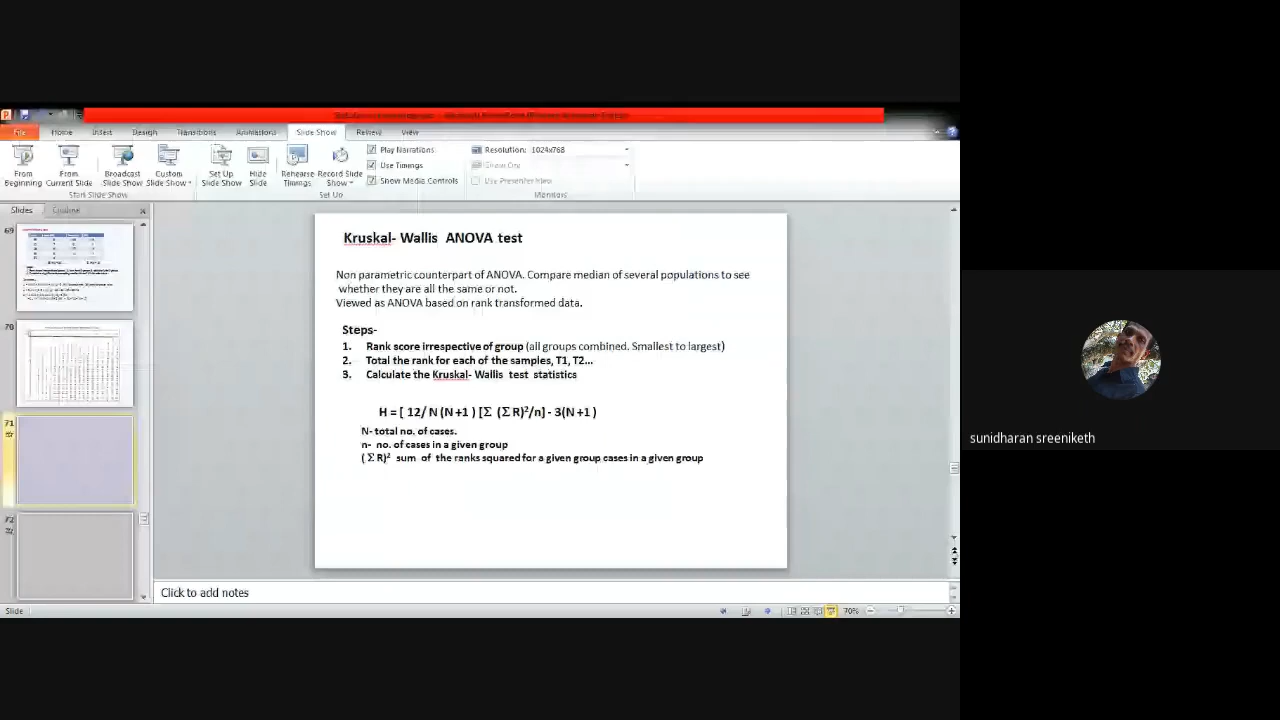 File Home Insert Design Transitions Animations Slide Show Review View
From Beginning
From Current Slide
Broadcast Slide Show
Custom Slide Show
Set Up Slide Show
Hide Slide
Rehearse Timings
Record Slide Show
Play Narrations
Use Timings
Show Media Controls
Resolution: 1024x768
Use Presenter View
Start Slide Show
Set Up
Monitors
Slides Outline
69
70
71
72
Kruskal- Wallis ANOVA test
Non parametric counterpart of ANOVA. Compare median of several populations to see
whether they are all the same or not.
Viewed as ANOVA based on rank transformed data.
Steps-
1. Rank score irrespective of group (all groups combined. Smallest to largest)
2. Total the rank for each of the samples, T1, T2...
3. Calculate the Kruskal- Wallis test statistics
H = [ 12/ N (N +1 ) [Σ (ΣR)²/n] - 3(N +1 )
N- total no. of cases.
n- no. of cases in a given group
(ΣR)² sum of the ranks squared for a given group cases in a given group
Click to add notes
Slide
70%
sunidharan sreeniketh